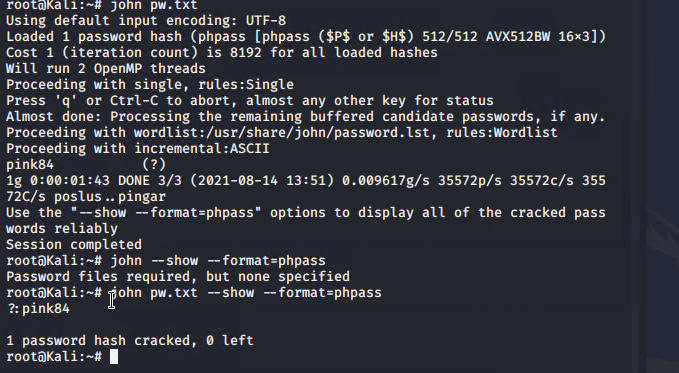 root@Kali:~# john pw.txt
Using default input encoding: UTF-8
Loaded 1 password hash (phpass [phpass ($P$ or $H$) 512/512 AVX512BW 16×3])
Cost 1 (iteration count) is 8192 for all loaded hashes
Will run 2 OpenMP threads
Proceeding with single, rules:Single
Press 'q' or Ctrl-C to abort, almost any other key for status
Almost done: Processing the remaining buffered candidate passwords, if any.
Proceeding with wordlist:/usr/share/john/password.lst, rules:Wordlist
Proceeding with incremental:ASCII
pink84           (?)
1g 0:00:01:43 DONE 3/3 (2021-08-14 13:51) 0.009617g/s 35572p/s 35572c/s 355
72C/s poslus..pingar
Use the "--show --format=phpass" options to display all of the cracked pass
words reliably
Session completed
root@Kali:~# john --show --format=phpass
Password files required, but none specified
root@Kali:~# john pw.txt --show --format=phpass
?:pink84
1 password hash cracked, 0 left
root@Kali:~#